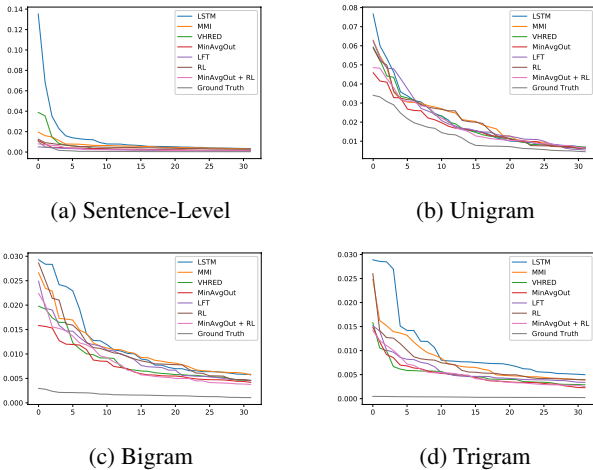 0.14
0.12
0.10
0.08
0.06
0.04
0.02
0.00
0 5 10 15 20 25 30
LSTM
MMI
VHRED
MinAvgOut
LFT
RL
MinAvgOut + RL
Ground Truth
(a) Sentence-Level
0.08
0.07
0.06
0.05
0.04
0.03
0.02
0.01
0 5 10 15 20 25 30
LSTM
MMI
VHRED
MinAvgOut
LFT
RL
MinAvgOut + RL
Ground Truth
(b) Unigram
0.030
0.025
0.020
0.015
0.010
0.005
0.000
0 5 10 15 20 25 30
LSTM
MMI
VHRED
MinAvgOut
LFT
RL
MinAvgOut + RL
Ground Truth
(c) Bigram
0.030
0.025
0.020
0.015
0.010
0.005
0.000
0 5 10 15 20 25 30
LSTM
MMI
VHRED
MinAvgOut
LFT
RL
MinAvgOut + RL
Ground Truth
(d) Trigram